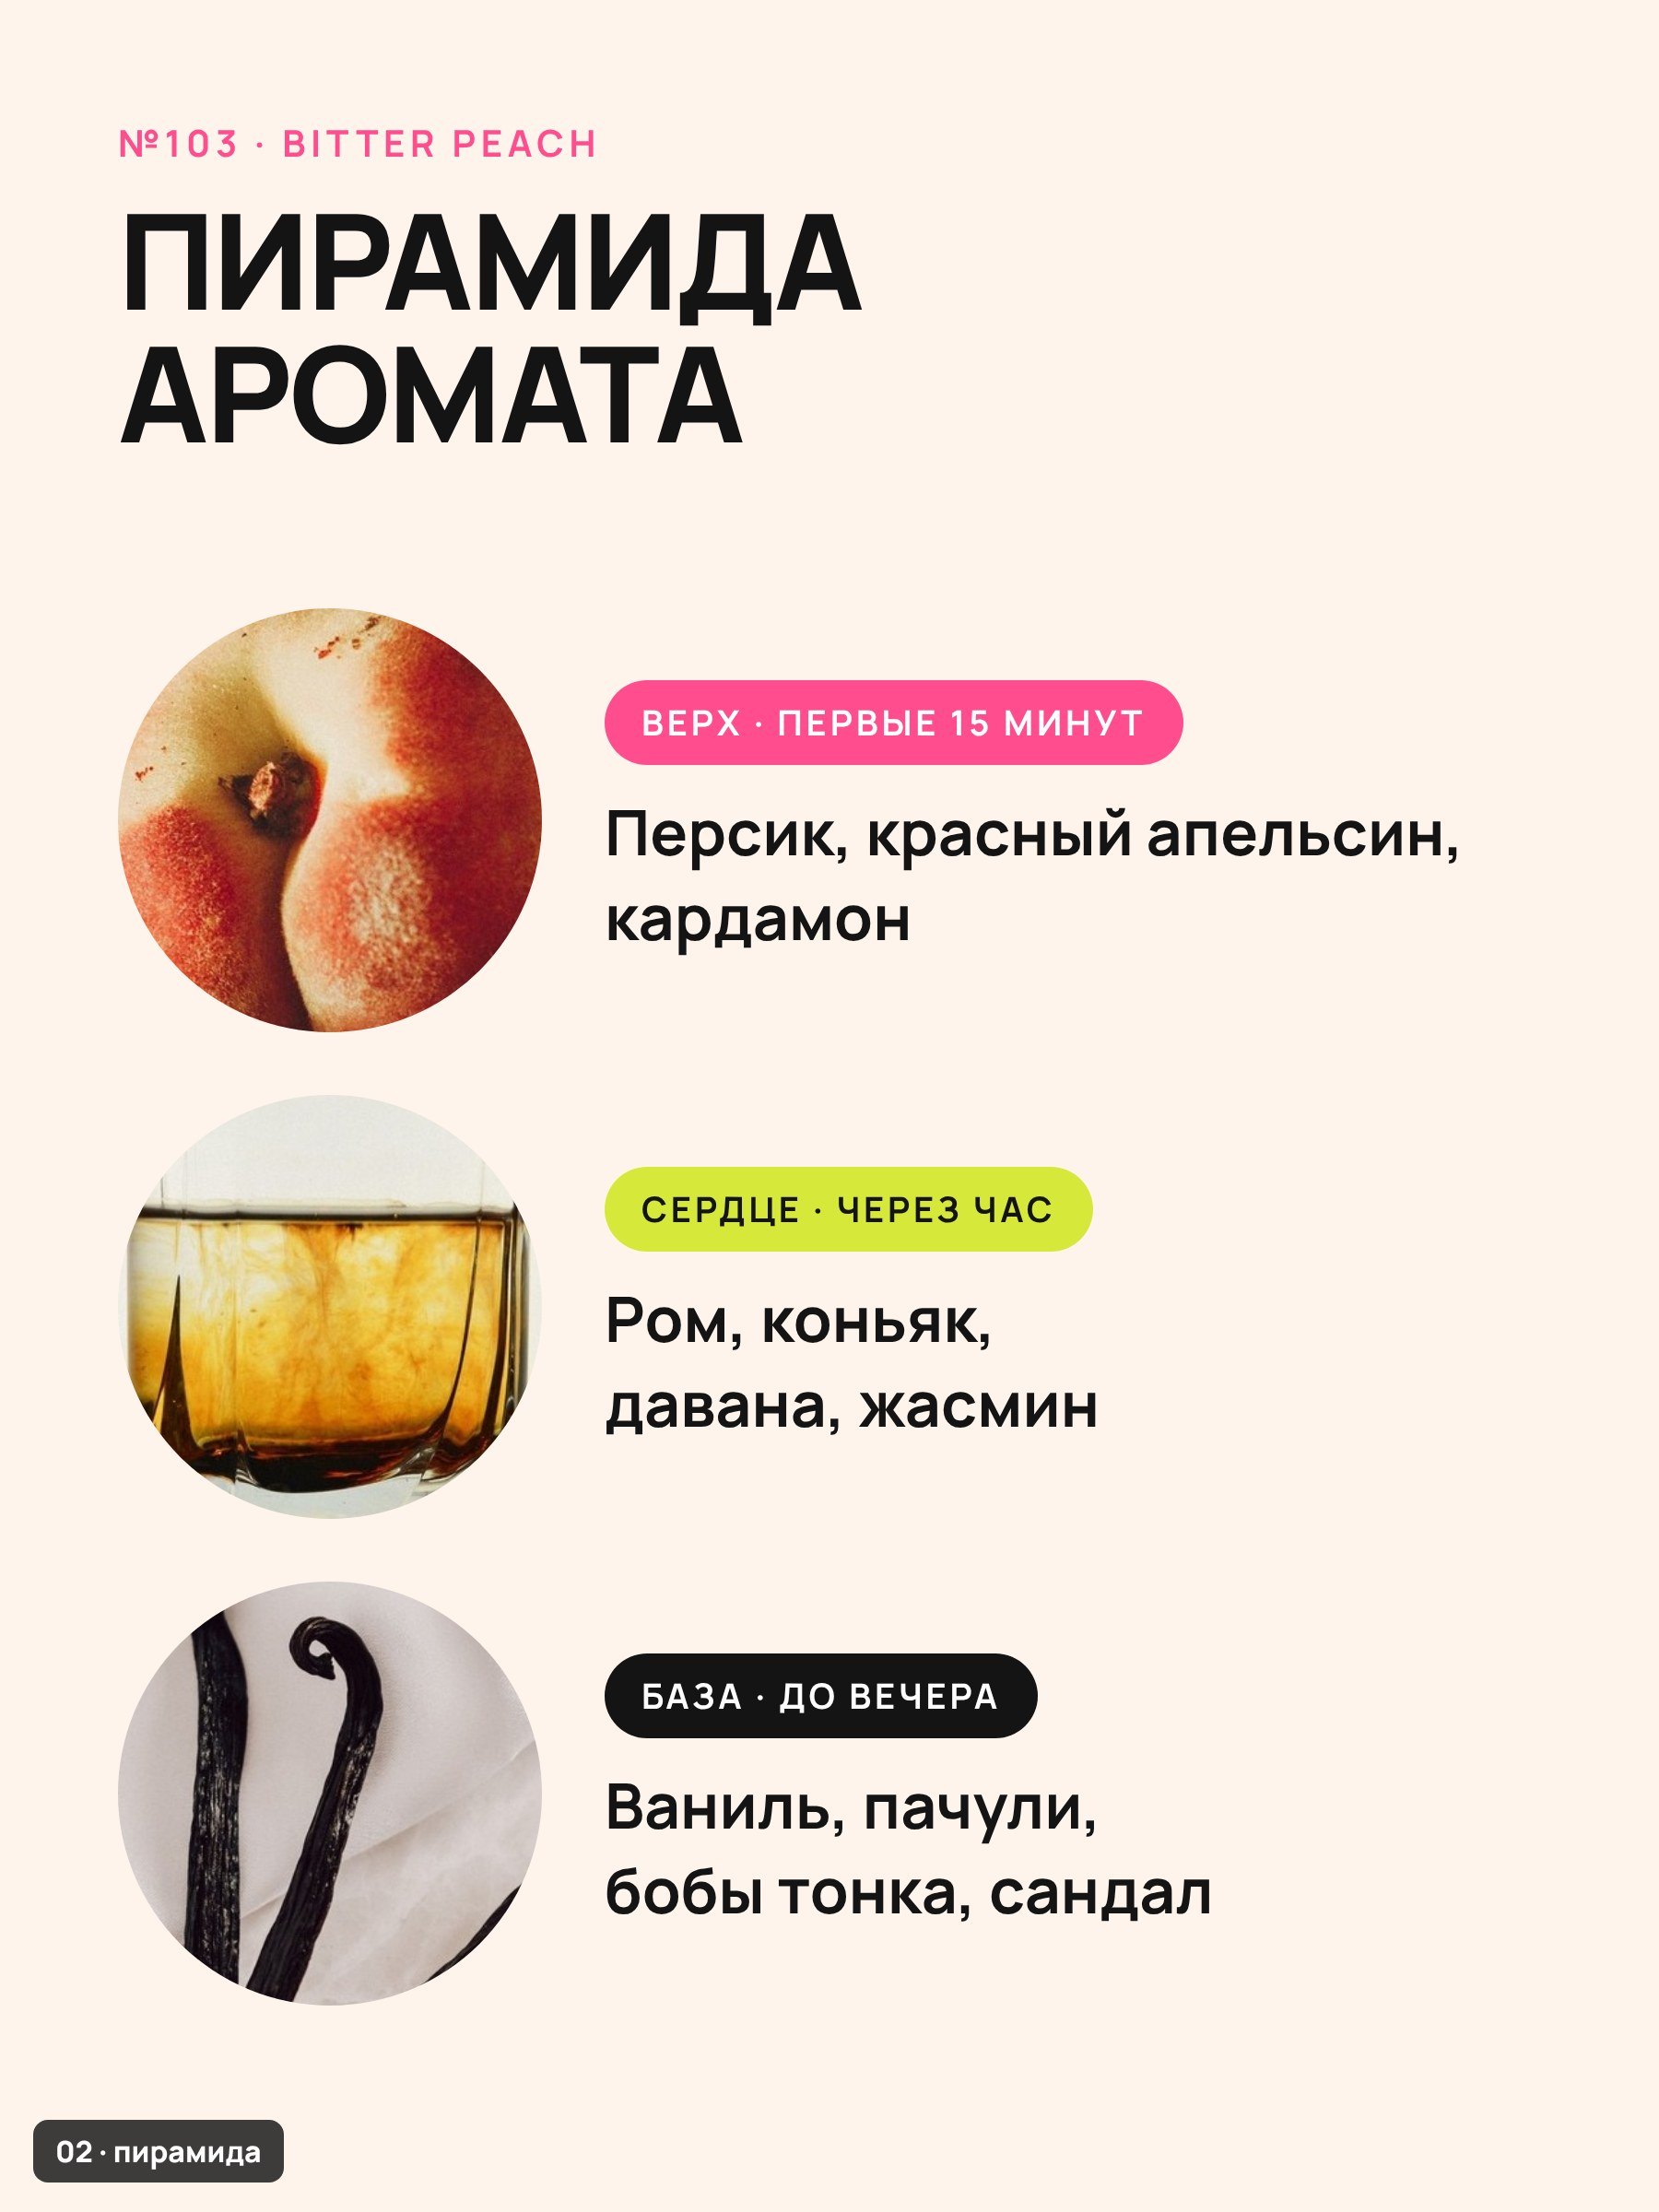 №103 · BITTER PEACH
ПИРАМИДА
АРОМАТА
ВЕРХ · ПЕРВЫЕ 15 МИНУТ
Персик, красный апельсин,
кардамон
СЕРДЦЕ · ЧЕРЕЗ ЧАС
Ром, коньяк,
давана, жасмин
БАЗА · ДО ВЕЧЕРА
Ваниль, пачули,
бобы тонка, сандал
02 · пирамида